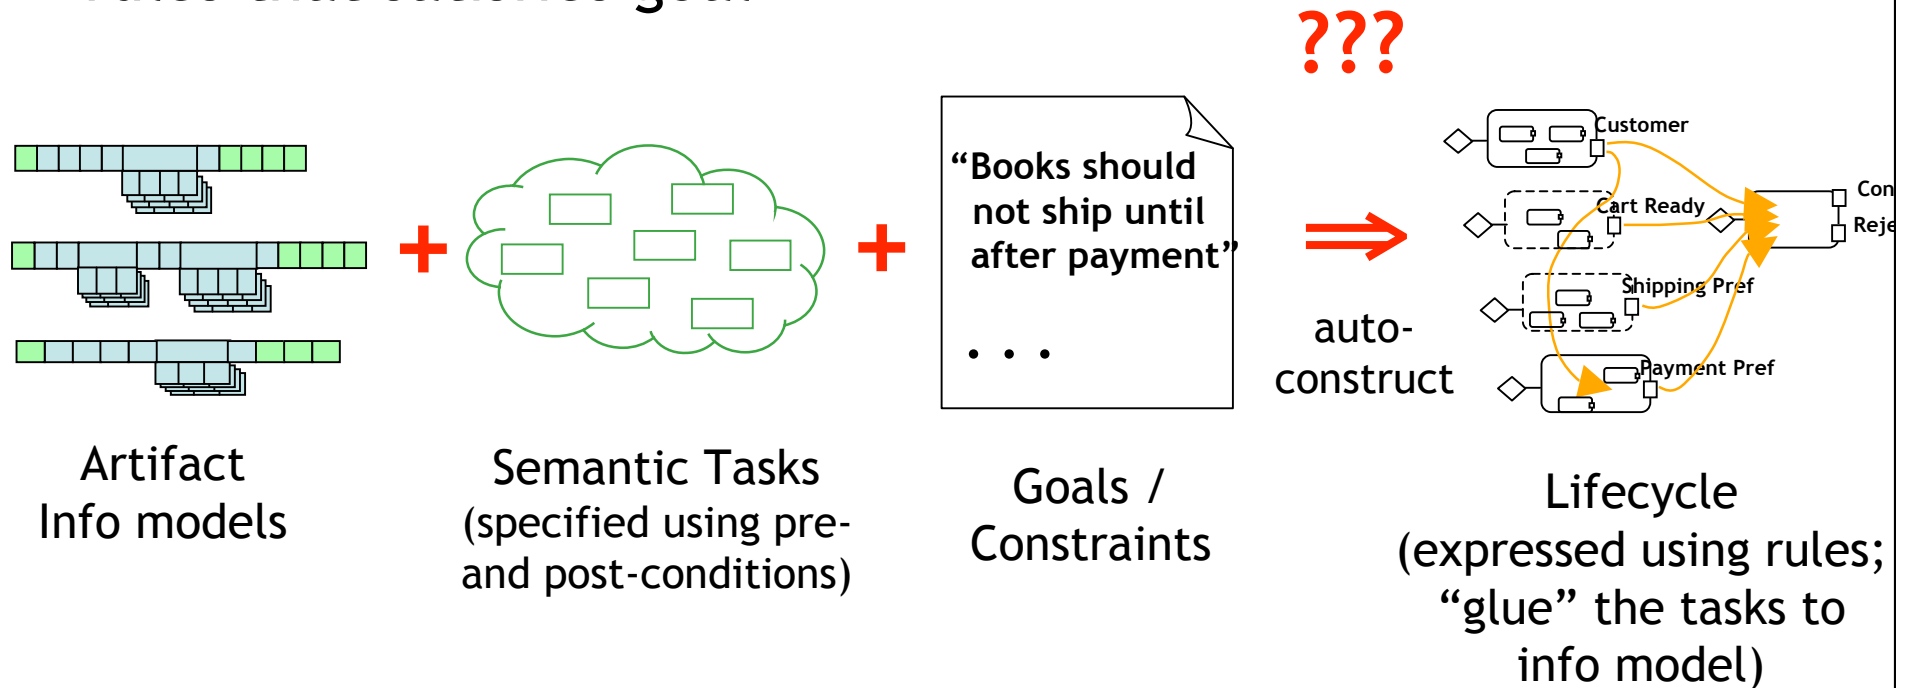 ???
“Books should
not ship until
after payment”
. . .
auto-
construct
Customer
Cart Ready
Shipping Pref
Payment Pref
Con
Reje
Artifact
Info models
Semantic Tasks
(specified using pre-
and post-conditions)
Goals /
Constraints
Lifecycle
(expressed using rules;
“glue” the tasks to
info model)